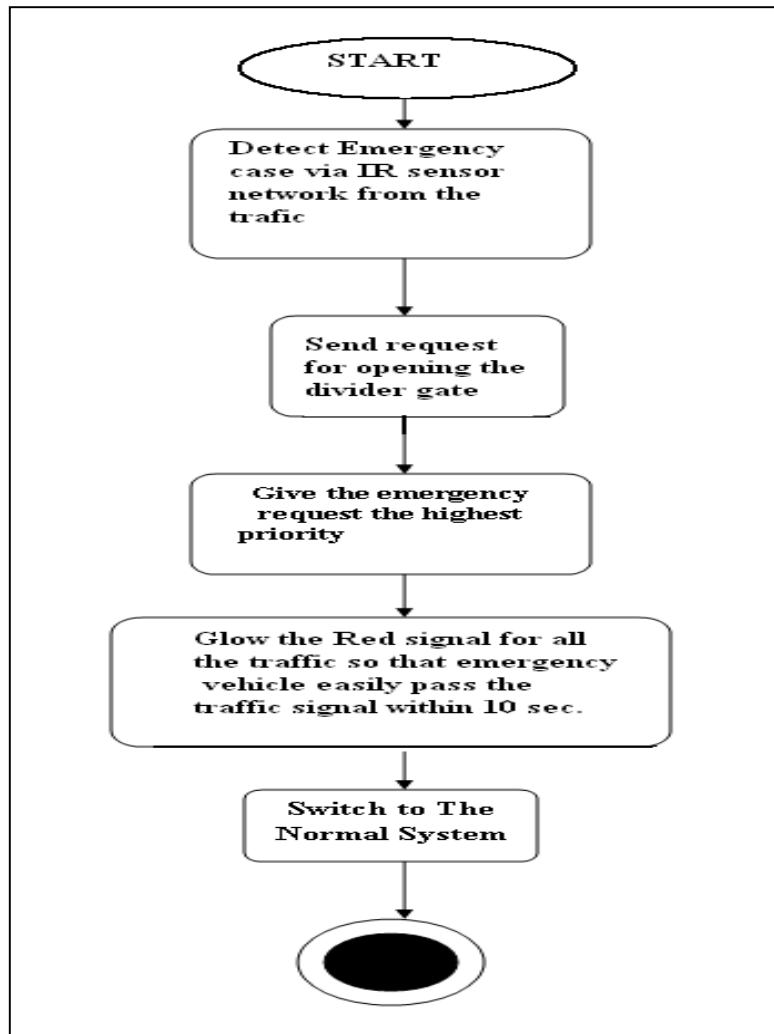 START
Detect Emergency
case via IR sensor
network from the
trafic
Send request
for opening the
divider gate
Give the emergency
request the highest
priority
Glow the Red signal for all
the traffic so that emergency
vehicle easily pass the
traffic signal within 10 sec.
Switch to The
Normal System